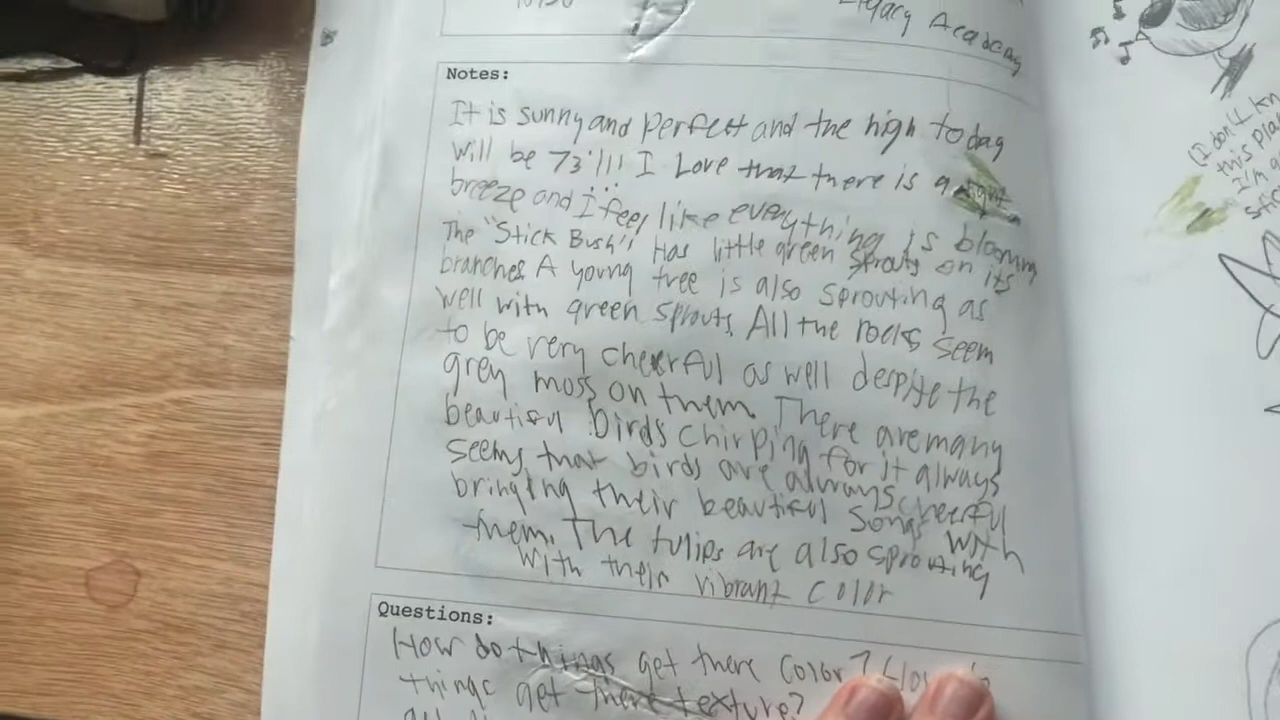 Academy
Notes:
It is sunny and perfect and the high today
will be 73°!!! I Love that there is a
breeze and I feel like everything is blooming
The "Stick Bush" Has little green sprouts on its
branches A young tree is also sprouting as
well with green sprouts. All the rocks seem
to be very cheerful as well despite the
grey moss on them. There are many
beautiful birds chirping for it always
seems that birds are always cheerful
bringing their beautiful songs with
them. The tulips are also sprouting
with their vibrant color
(I don't kn
this pla
Questions:
How do things get there color?
things get there texture?